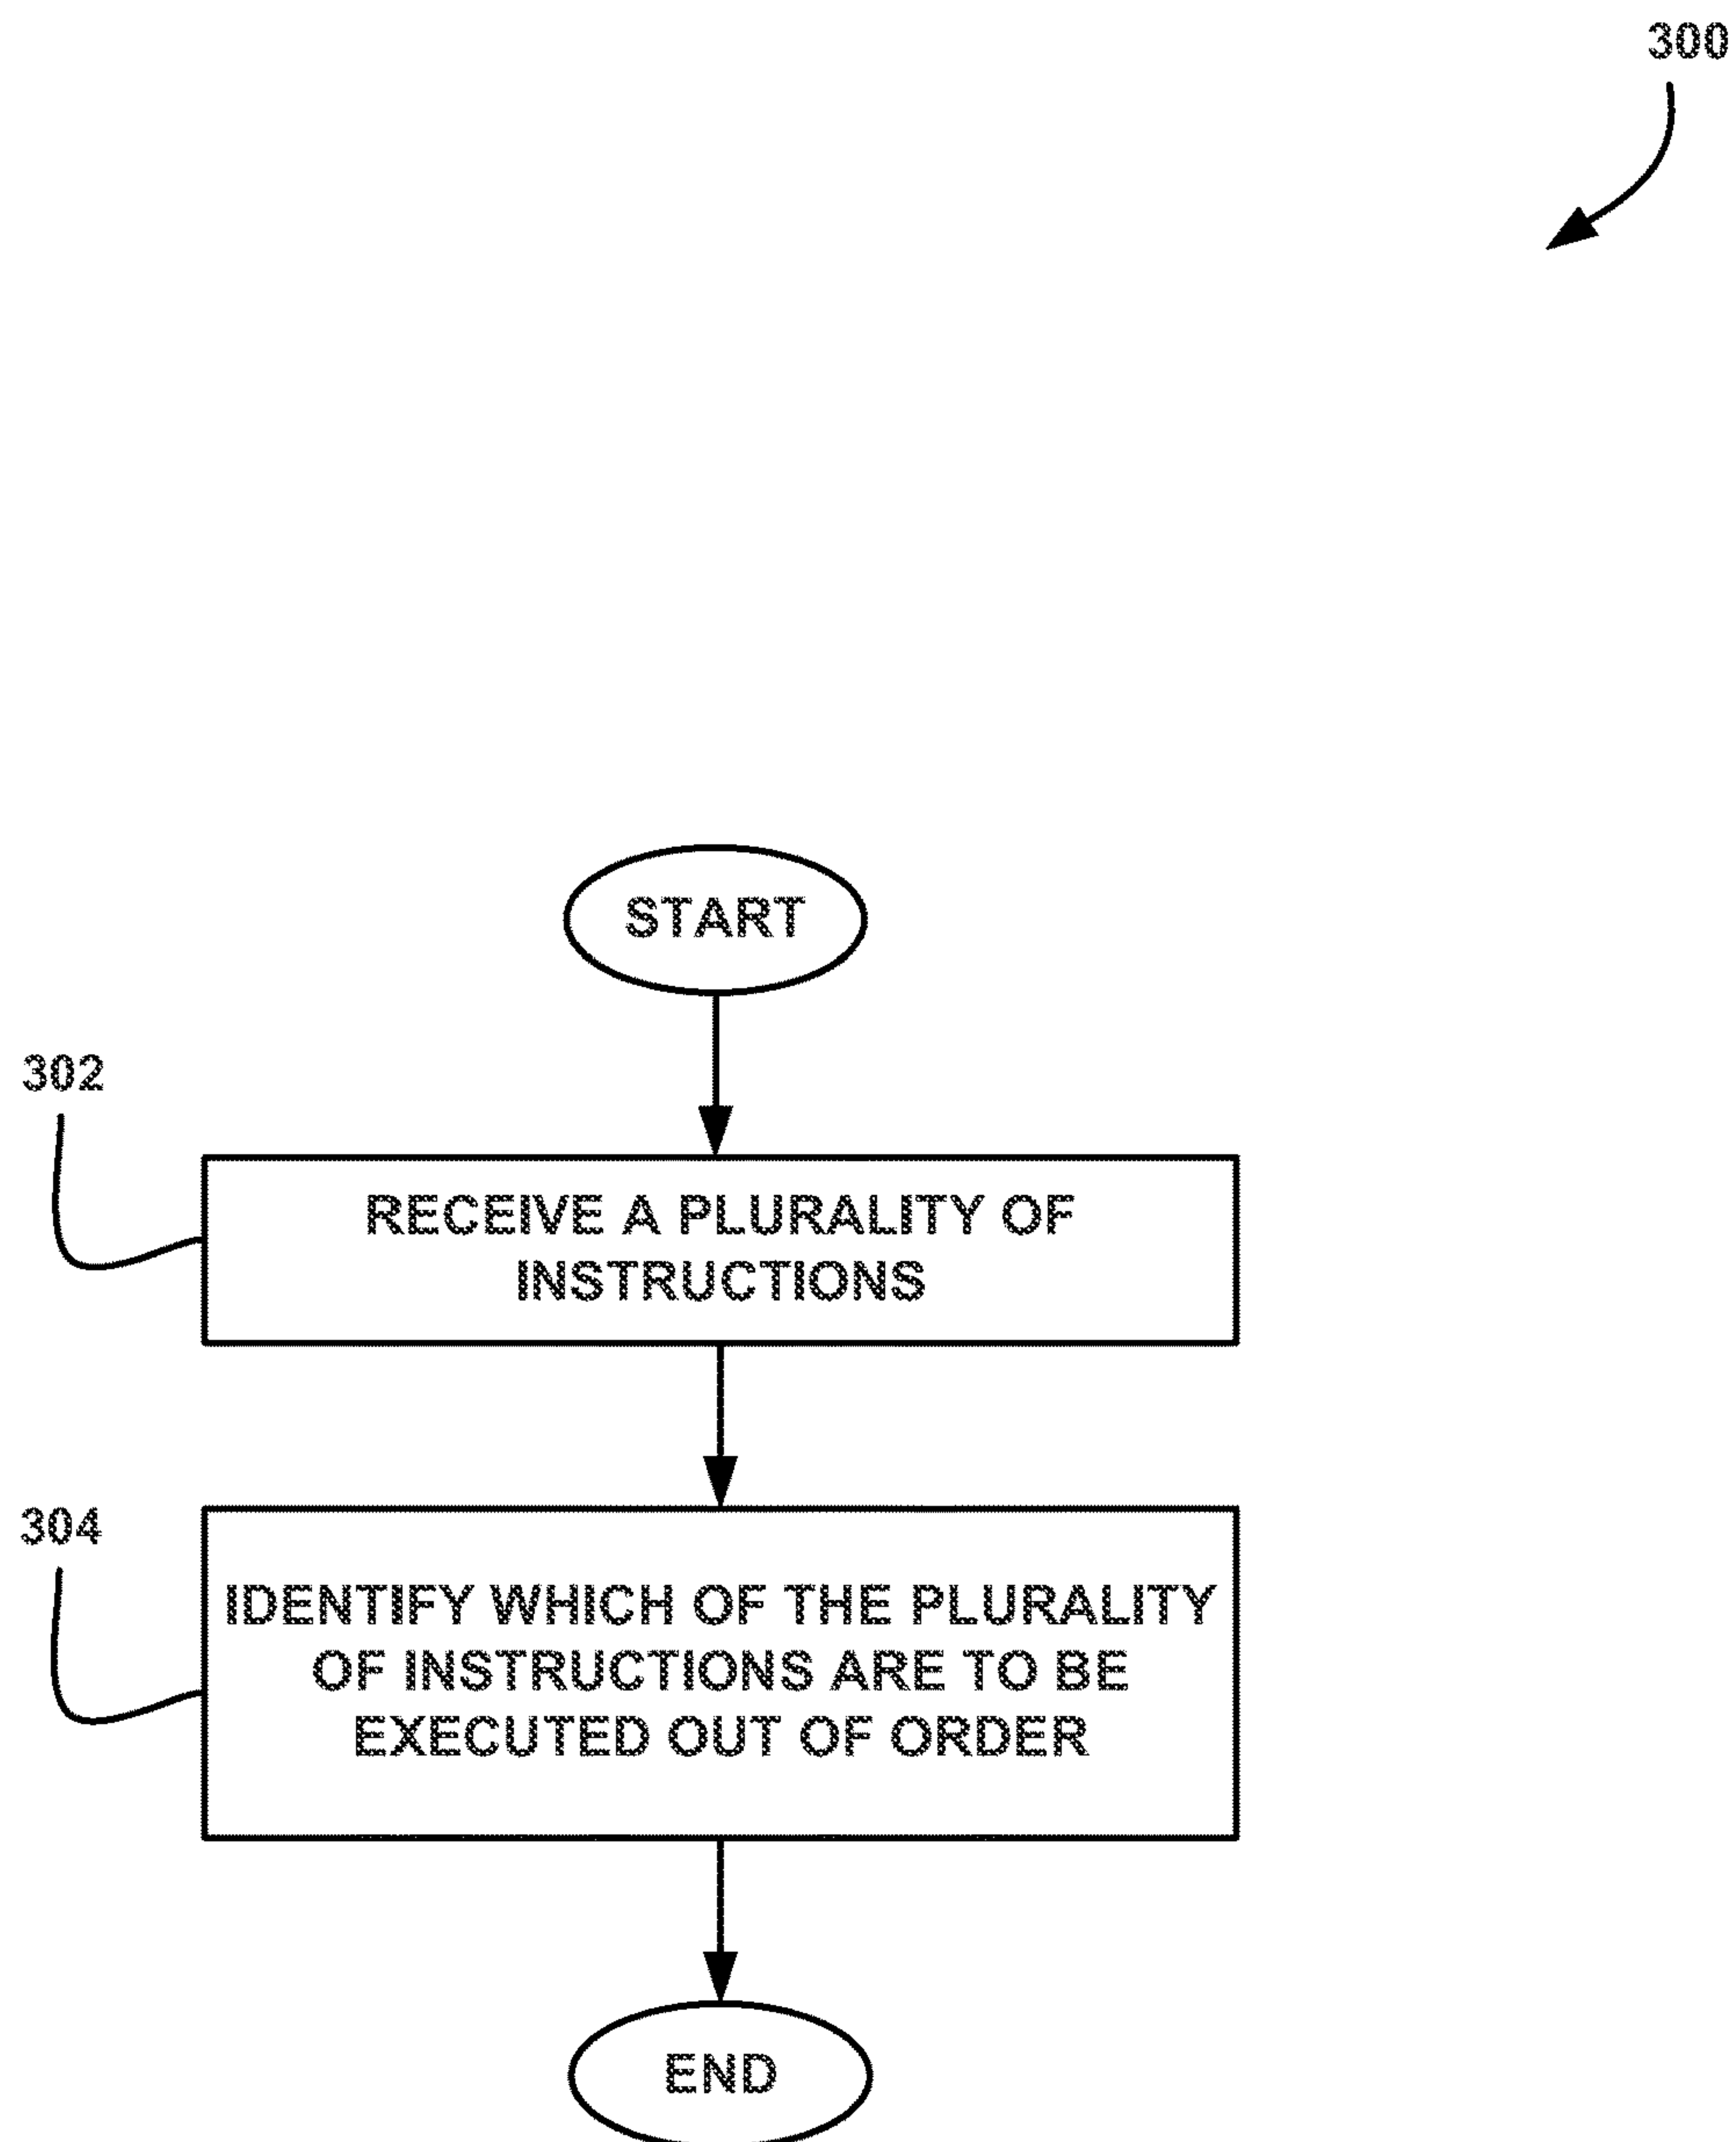 300
START
302
RECEIVE A PLURALITY OF
INSTRUCTIONS
304
IDENTIFY WHICH OF THE PLURALITY
OF INSTRUCTIONS ARE TO BE
EXECUTED OUT OF ORDER
END